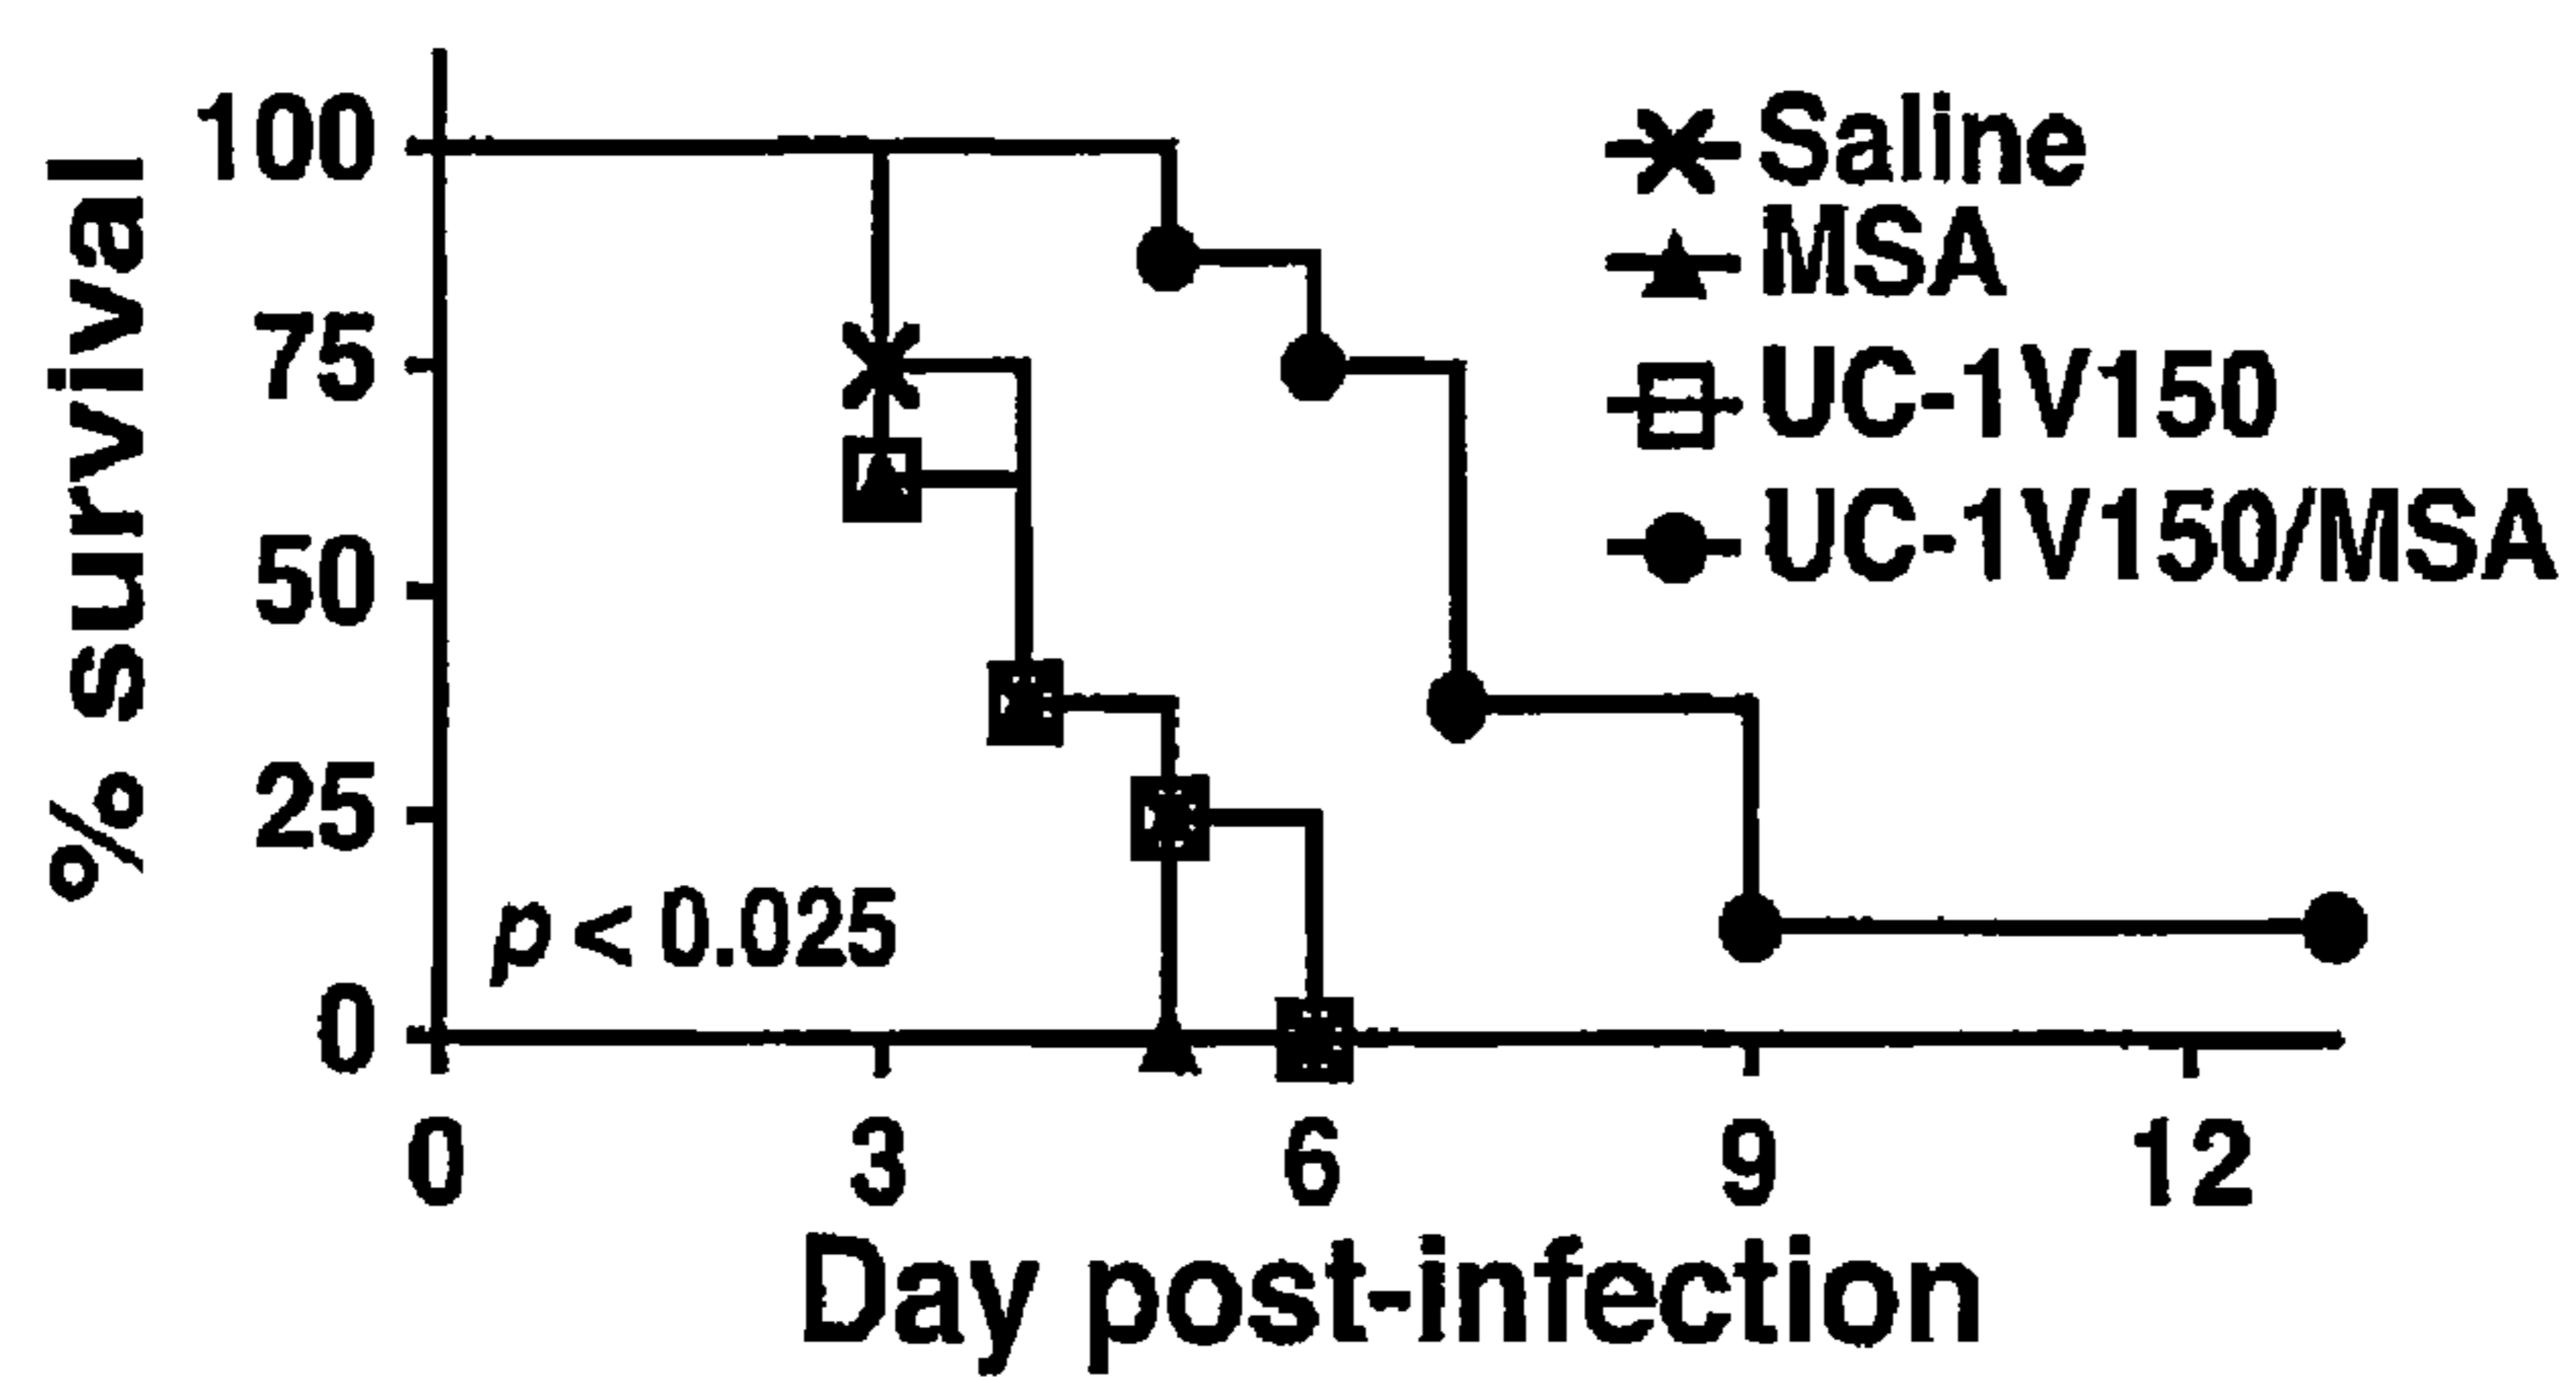 % survival
100
75
50
25
0
Saline
MSA
UC-1V150
UC-1V150/MSA
p < 0.025
0 3 6 9 12
Day post-infection